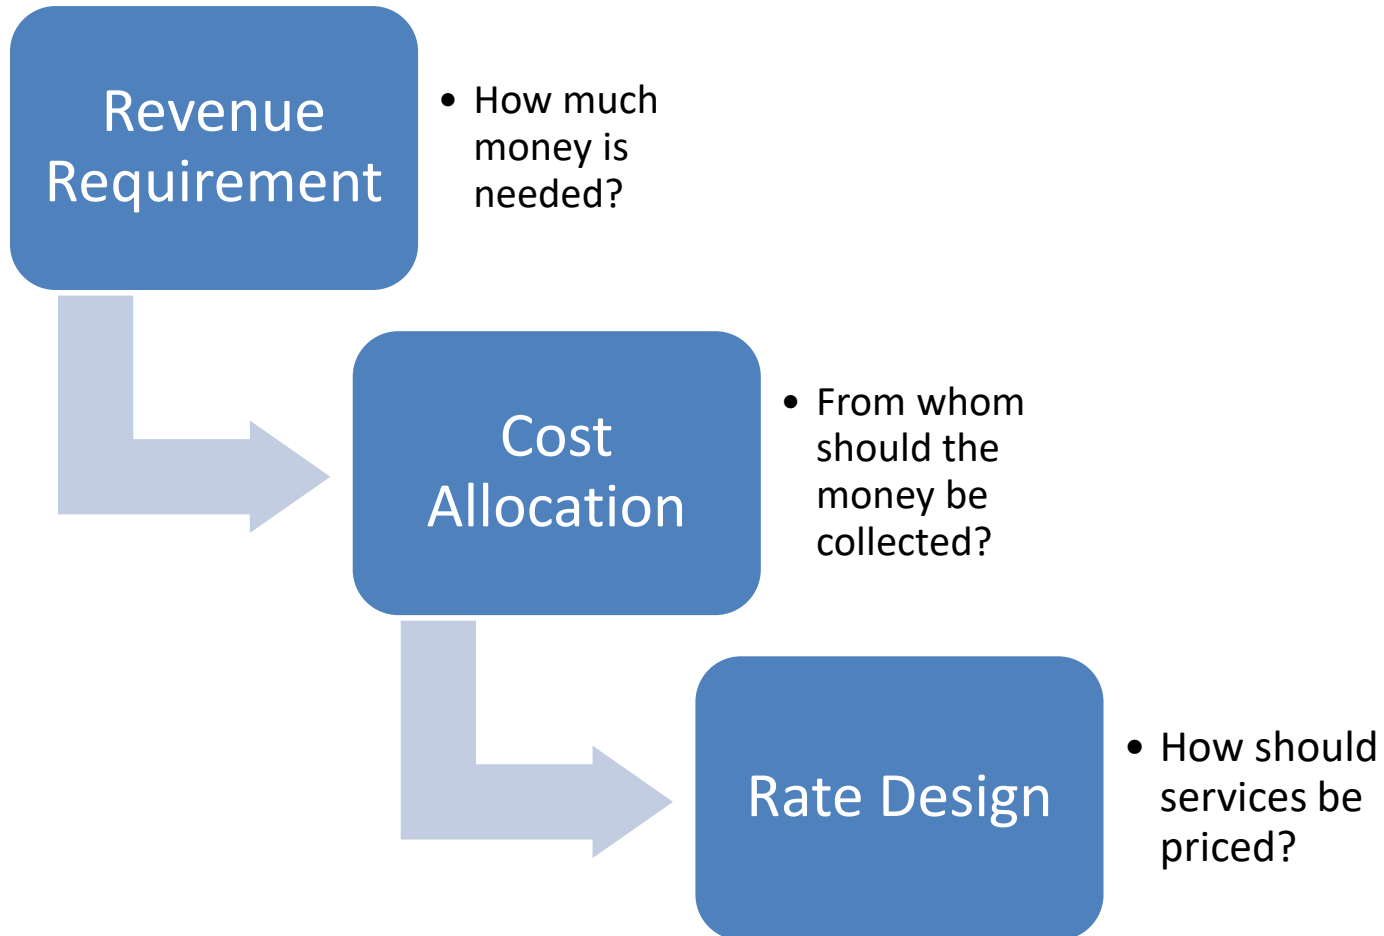 Revenue
Requirement
• How much
money is
needed?
Cost
Allocation
• From whom
should the
money be
collected?
Rate Design
• How should
services be
priced?